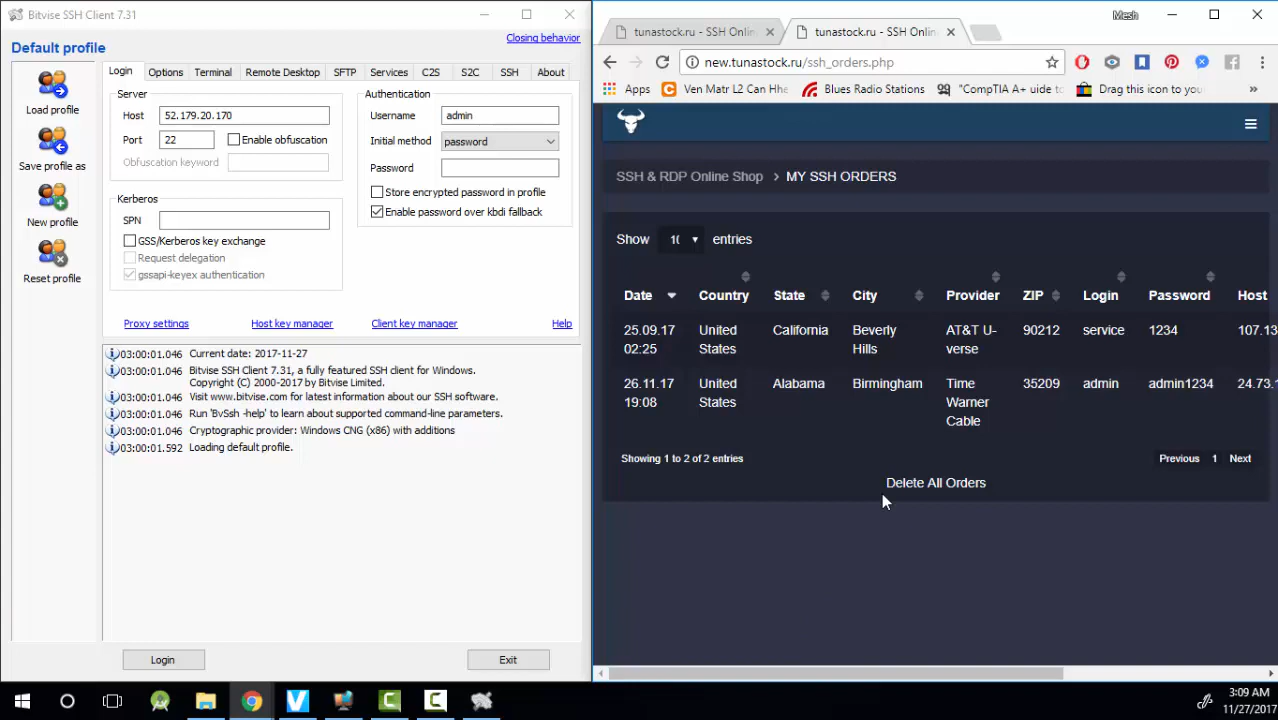 Bitvise SSH Client 7.31
Default profile
Closing behavior
Load profile
Save profile as
New profile
Reset profile
Login Options Terminal Remote Desktop SFTP Services C2S S2C SSH About
Server
Host 52.179.20.170
Port 22 Enable obfuscation
Obfuscation keyword
Kerberos
SPN
GSS/Kerberos key exchange
Request delegation
gssapi-keyex authentication
Authentication
Username admin
Initial method password
Password
Store encrypted password in profile
Enable password over kbdi fallback
Proxy settings Host key manager Client key manager Help
03:00:01.046 Current date: 2017-11-27
03:00:01.046 Bitvise SSH Client 7.31, a fully featured SSH client for Windows.
Copyright (C) 2000-2017 by Bitvise Limited.
03:00:01.046 Visit www.bitvise.com for latest information about our SSH software.
03:00:01.046 Run 'BvSsh -help' to learn about supported command-line parameters.
03:00:01.046 Cryptographic provider: Windows CNG (x86) with additions
03:00:01.592 Loading default profile.
Login Exit
Mesh
tunastock.ru - SSH Onlin
tunastock.ru - SSH Onlin
new.tunastock.ru/ssh_orders.php
Apps Ven Matr L2 Can Hhe Blues Radio Stations "CompTIA A+ uide to Drag this icon to your
SSH & RDP Online Shop > MY SSH ORDERS
Show 10 entries
Date Country State City Provider ZIP Login Password Host
25.09.17 United California Beverly AT&T U- 90212 service 1234 107.13
02:25 States Hills verse
26.11.17 United Alabama Birmingham Time 35209 admin admin1234 24.73.
19:08 States Warner
Cable
Showing 1 to 2 of 2 entries Previous 1 Next
Delete All Orders
3:09 AM
11/27/2017